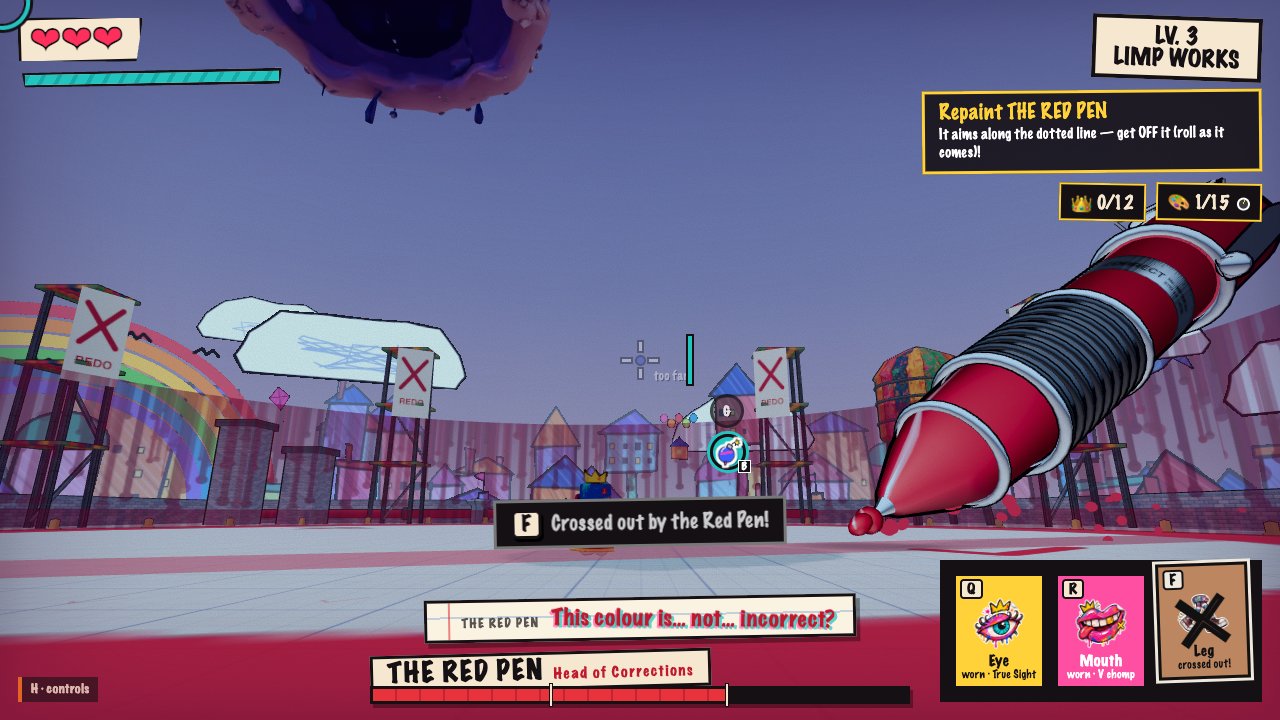 LV. 3
LIMP WORKS
Repaint THE RED PEN
It aims along the dotted line — get OFF it (roll as it
comes)!
0/12
1/15
REDO
REDO
REDO
too far
G
B
F
Crossed out by the Red Pen!
THE RED PEN
This colour is... not... incorrect?
THE RED PEN
Head of Corrections
H · controls
Q
Eye
worn · True Sight
R
Mouth
worn · V chomp
F
Leg
crossed out!